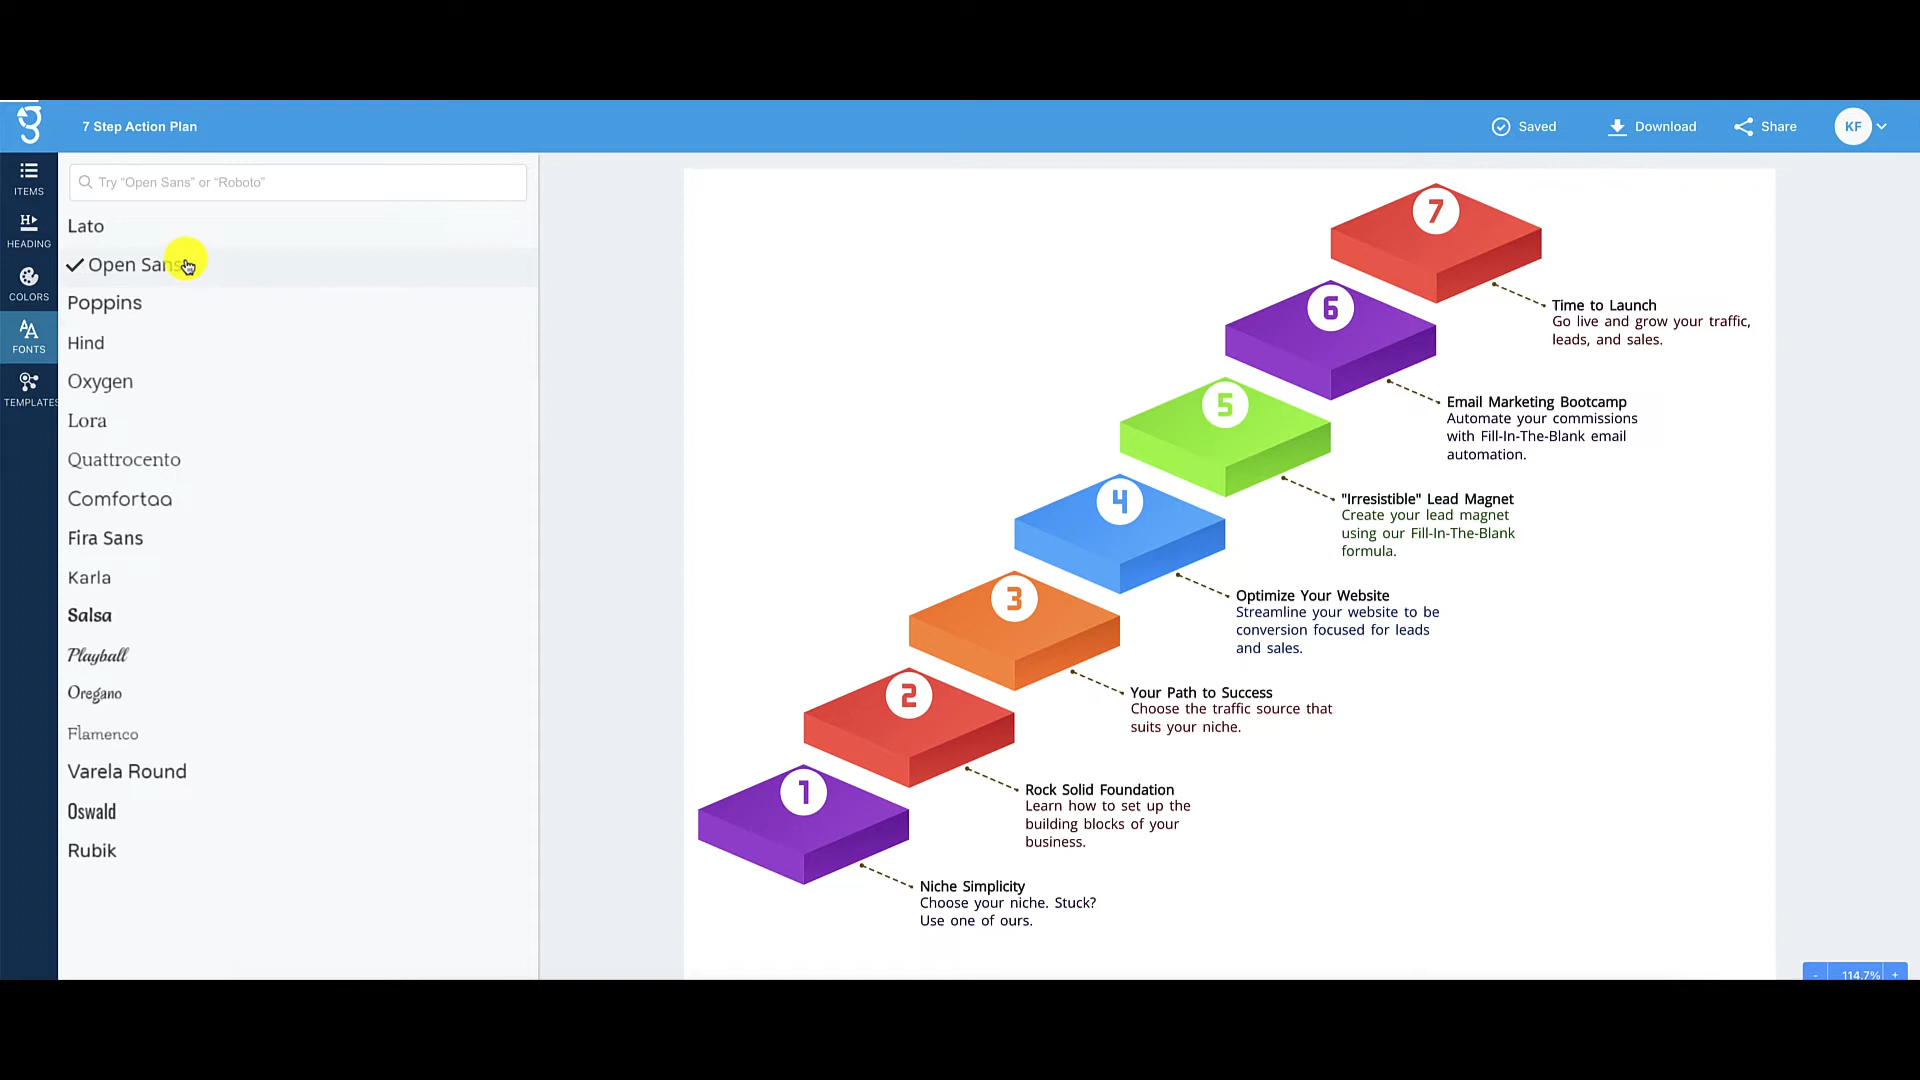 7 Step Action Plan
Saved
Download
Share
KF
ITEMS
HEADING
COLORS
FONTS
TEMPLATES
Try “Open Sans” or “Roboto”
Lato
Open Sans
Poppins
Hind
Oxygen
Lora
Quattrocento
Comfortaa
Fira Sans
Karla
Salsa
Playball
Oregano
Flamenco
Varela Round
Oswald
Rubik
7
Time to Launch
Go live and grow your traffic,
leads, and sales.
6
Email Marketing Bootcamp
Automate your commissions
with Fill-In-The-Blank email
automation.
5
"Irresistible" Lead Magnet
Create your lead magnet
using our Fill-In-The-Blank
formula.
4
Optimize Your Website
Streamline your website to be
conversion focused for leads
and sales.
3
Your Path to Success
Choose the traffic source that
suits your niche.
2
Rock Solid Foundation
Learn how to set up the
building blocks of your
business.
1
Niche Simplicity
Choose your niche. Stuck?
Use one of ours.
- 114.7% +